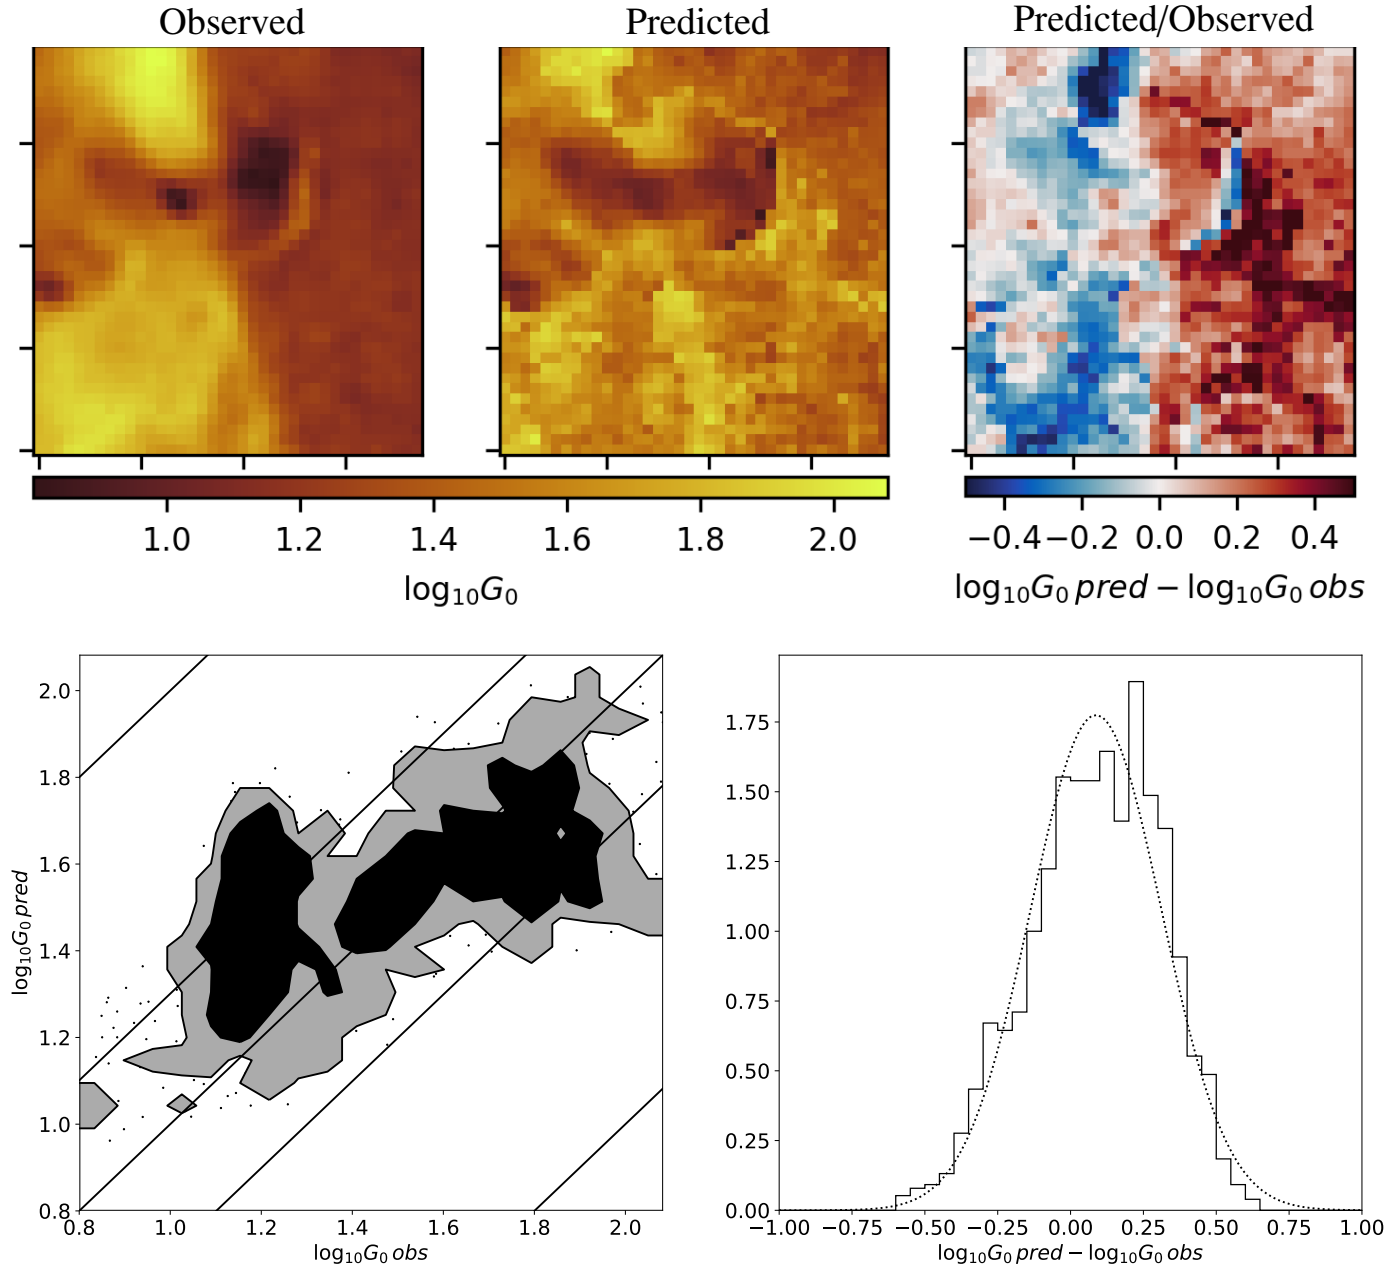 Observed Predicted Predicted/Observed
1.0 1.2 1.4 1.6 1.8 2.0
−0.4 −0.2 0.0 0.2 0.4
log₁₀G₀
log₁₀G₀ pred − log₁₀G₀ obs
2.0
1.8
1.6
1.4
1.2
1.0
0.8
log₁₀G₀ pred
0.8 1.0 1.2 1.4 1.6 1.8 2.0
log₁₀G₀ obs
1.75
1.50
1.25
1.00
0.75
0.50
0.25
0.00
−1.00 −0.75 −0.50 −0.25 0.00 0.25 0.50 0.75 1.00
log₁₀G₀ pred − log₁₀G₀ obs